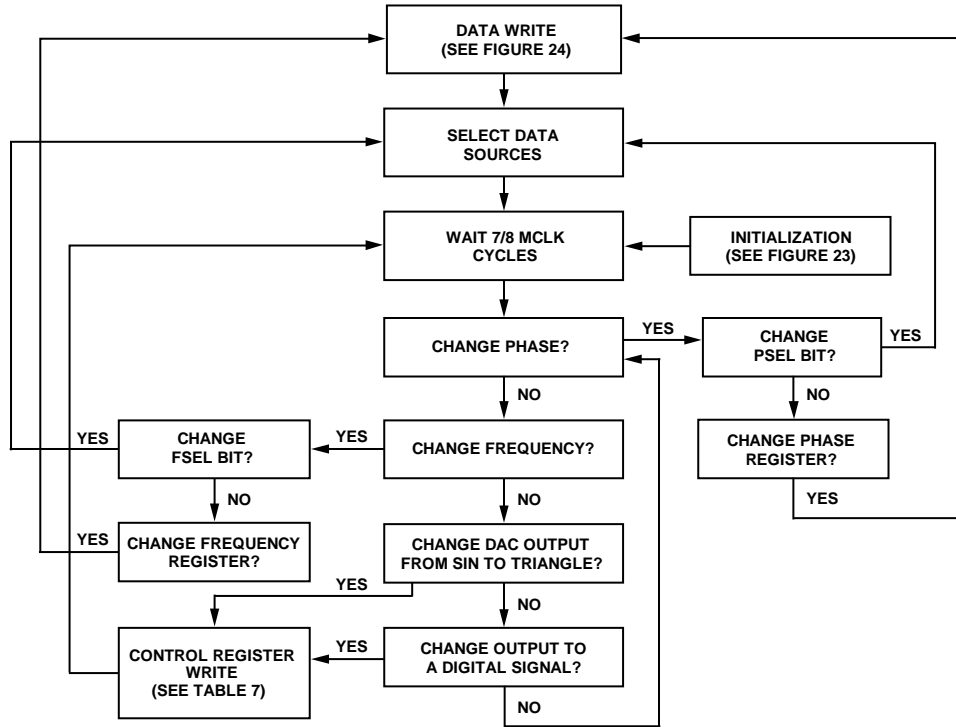 DATA WRITE
(SEE FIGURE 24)
SELECT DATA
SOURCES
WAIT 7/8 MCLK
CYCLES
INITIALIZATION
(SEE FIGURE 23)
CHANGE PHASE?
YES
CHANGE
PSEL BIT?
YES
NO
NO
YES
CHANGE
FSEL BIT?
YES
CHANGE FREQUENCY?
CHANGE PHASE
REGISTER?
YES
NO
NO
YES
CHANGE FREQUENCY
REGISTER?
CHANGE DAC OUTPUT
FROM SIN TO TRIANGLE?
YES
NO
CONTROL REGISTER
WRITE
(SEE TABLE 7)
YES
CHANGE OUTPUT TO
A DIGITAL SIGNAL?
NO